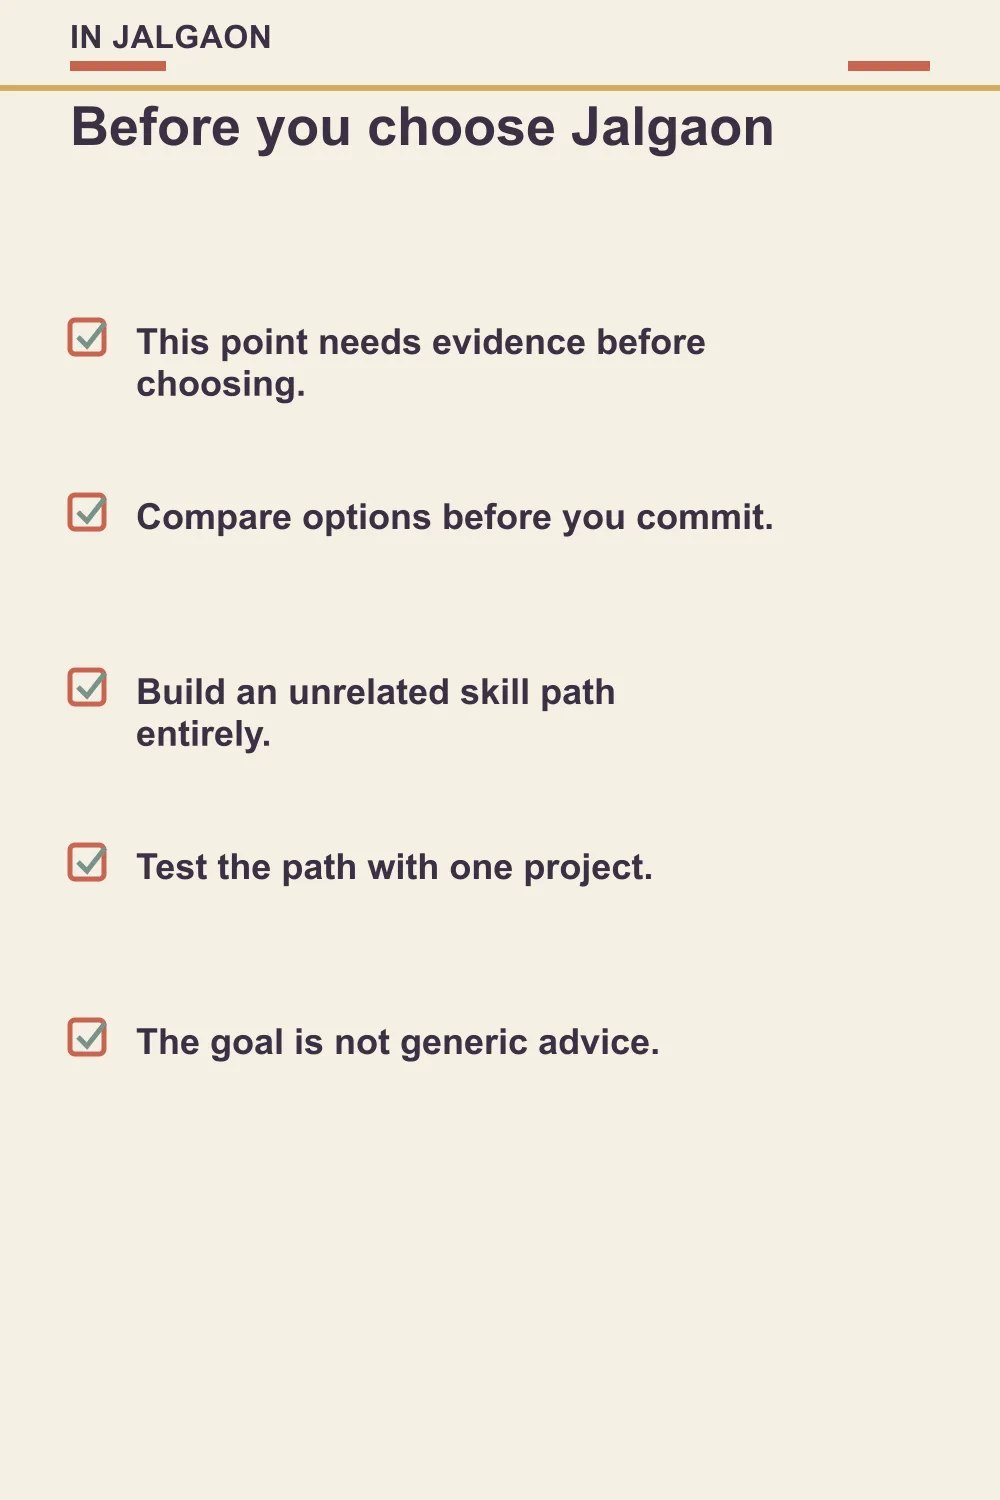 IN JALGAON
Before you choose Jalgaon
This point needs evidence before
choosing.
Compare options before you commit.
Build an unrelated skill path
entirely.
Test the path with one project.
The goal is not generic advice.